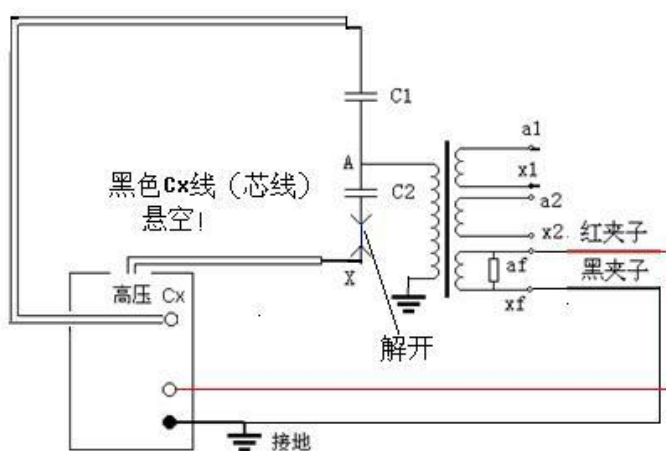 C1
a1
x1
A
C2
a2
黑色Cx线（芯线）
悬空！
x2
红夹子
af
黑夹子
高压 Cx
X
xf
解开
接地